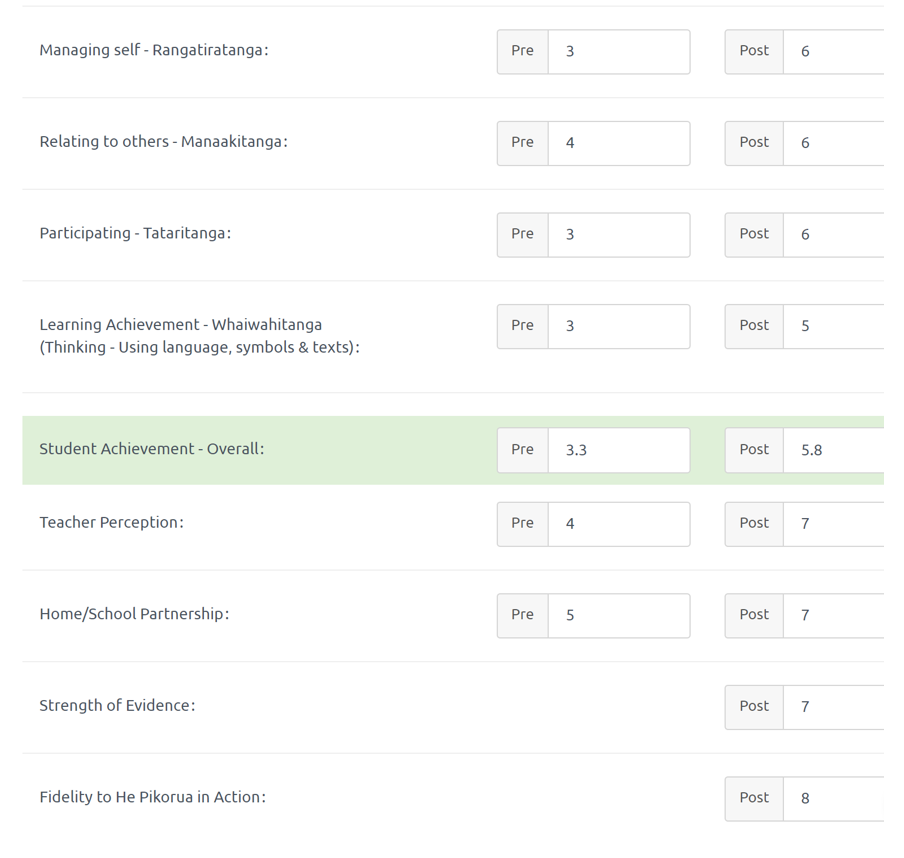 Managing self - Rangatiratanga: Pre 3 Post 6
Relating to others - Manaakitanga: Pre 4 Post 6
Participating - Tataritanga: Pre 3 Post 6
Learning Achievement - Whaiwahitanga Pre 3 Post 5
(Thinking - Using language, symbols & texts):
Student Achievement - Overall: Pre 3.3 Post 5.8
Teacher Perception: Pre 4 Post 7
Home/School Partnership: Pre 5 Post 7
Strength of Evidence: Post 7
Fidelity to He Pikorua in Action: Post 8